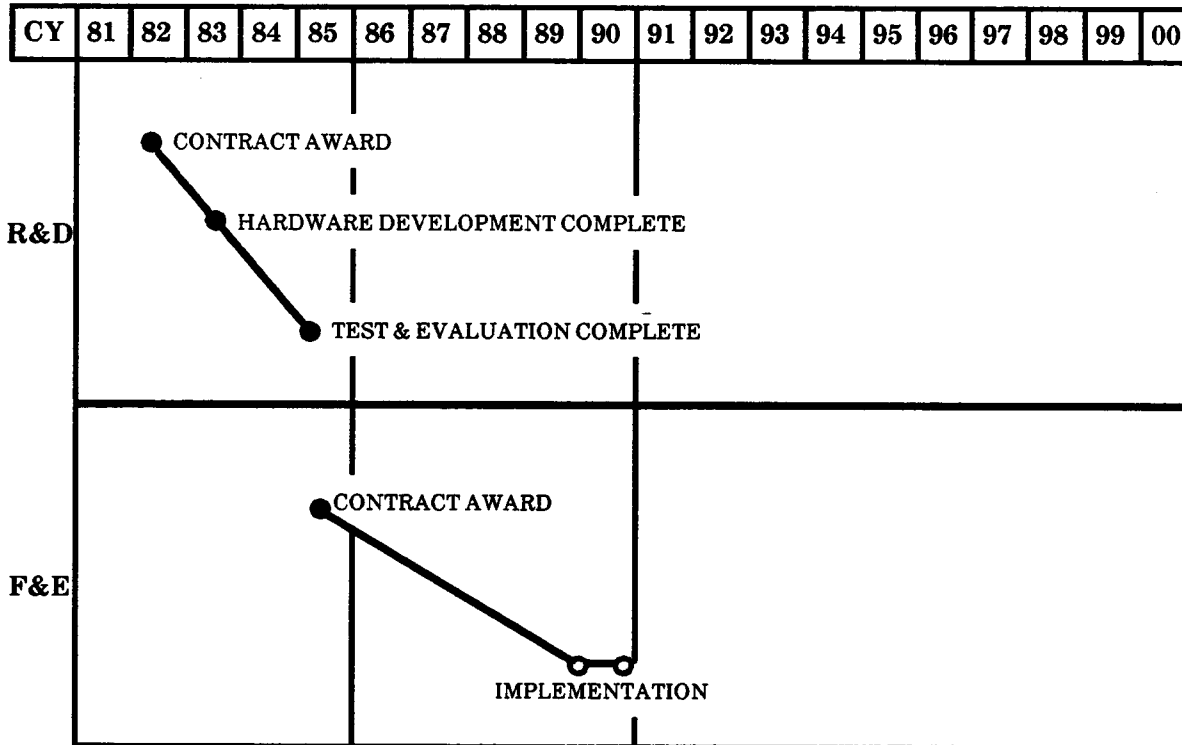 CY 81 82 83 84 85 86 87 88 89 90 91 92 93 94 95 96 97 98 99 00
CONTRACT AWARD
R&D
HARDWARE DEVELOPMENT COMPLETE
TEST & EVALUATION COMPLETE
CONTRACT AWARD
F&E
IMPLEMENTATION